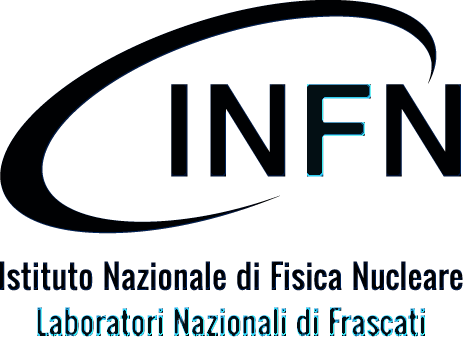 INFN
Istituto Nazionale di Fisica Nucleare
Laboratori Nazionali di Frascati